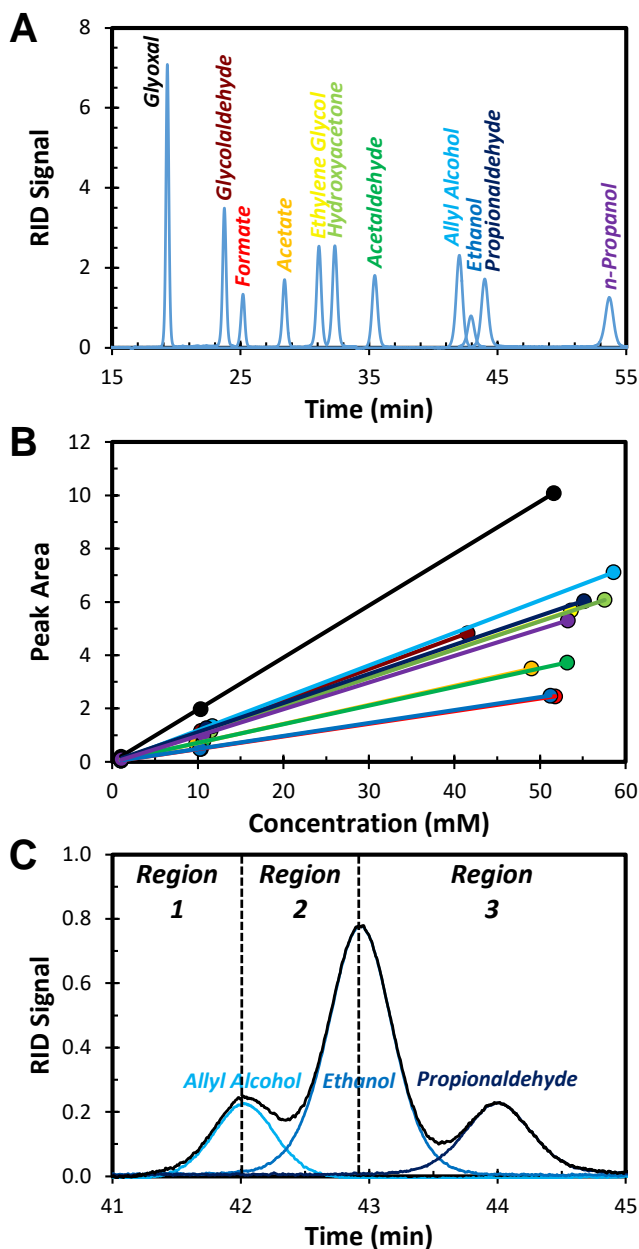 A
8
6
4
2
0
RID Signal
Glyoxal
Glycolaldehyde
Formate
Acetate
Ethylene Glycol
Hydroxyacetone
Acetaldehyde
Allyl Alcohol
Ethanol
Propionaldehyde
n-Propanol
15 25 35 45 55
Time (min)
B
12
10
8
6
4
2
0
Peak Area
0 10 20 30 40 50 60
Concentration (mM)
C
1.0
0.8
0.6
0.4
0.2
0.0
RID Signal
Region Region Region
1 2 3
Allyl Alcohol Ethanol Propionaldehyde
41 42 43 44 45
Time (min)